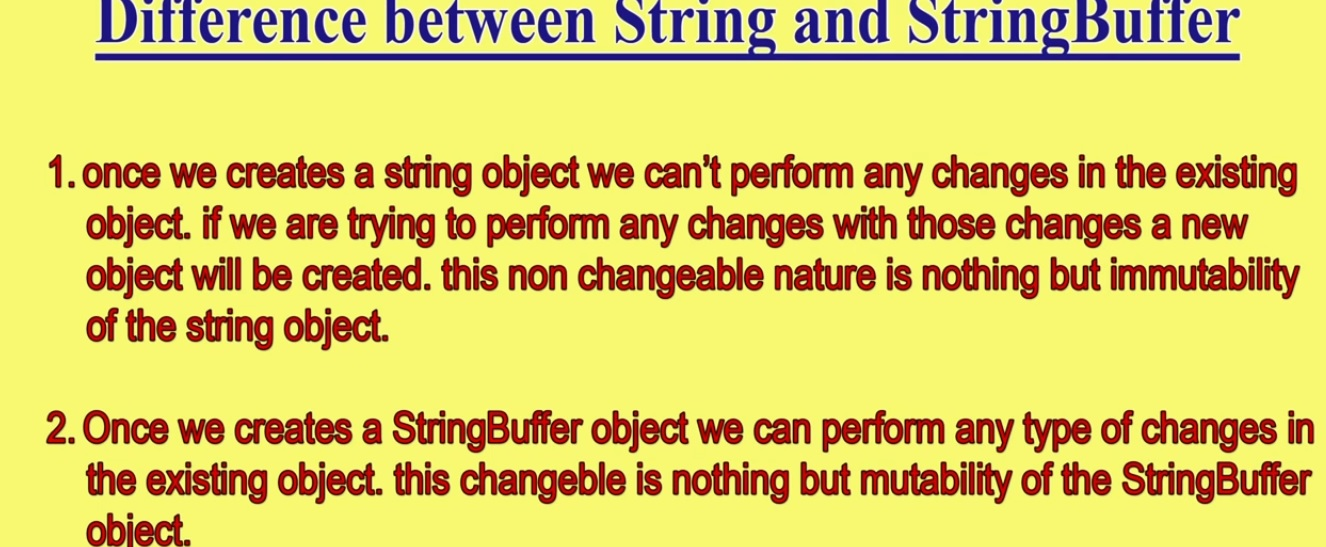 Difference between String and StringBuffer
1. once we creates a string object we can't perform any changes in the existing
object. if we are trying to perform any changes with those changes a new
object will be created. this non changeable nature is nothing but immutability
of the string object.
2. Once we creates a StringBuffer object we can perform any type of changes in
the existing object. this changeble is nothing but mutability of the StringBuffer
object.